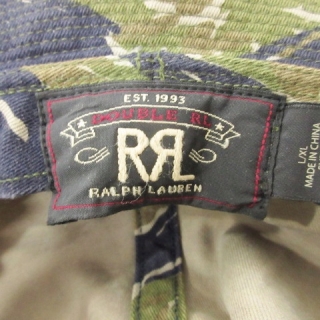 EST. 1993
DOUBLE RL
RRL
RALPH LAUREN
L/XL
MADE IN CHINA